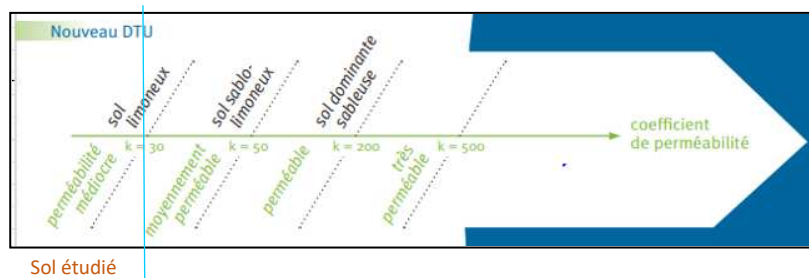 Nouveau DTU
sol
limoneux
sol sablo-
limoneux
sol dominante
sableuse
coefficient
de perméabilité
k = 30
k = 50
k = 200
k = 500
perméabilité
médiocre
moyennement
perméable
perméable
très
perméable
Sol étudié